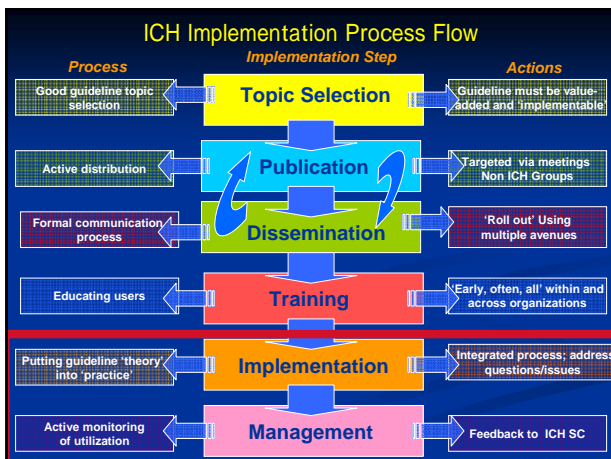 ICH Implementation Process Flow
Process
Implementation Step
Actions
Good guideline topic
selection
Topic Selection
Guideline must be value-
added and ‘implementable’
Active distribution
Publication
Targeted via meetings
Non ICH Groups
Formal communication
process
Dissemination
‘Roll out’ Using
multiple avenues
Educating users
Training
‘Early, often, all’ within and
across organizations
Putting guideline ‘theory’
into ‘practice’
Implementation
Integrated process; address
questions/issues
Active monitoring
of utilization
Management
Feedback to ICH SC